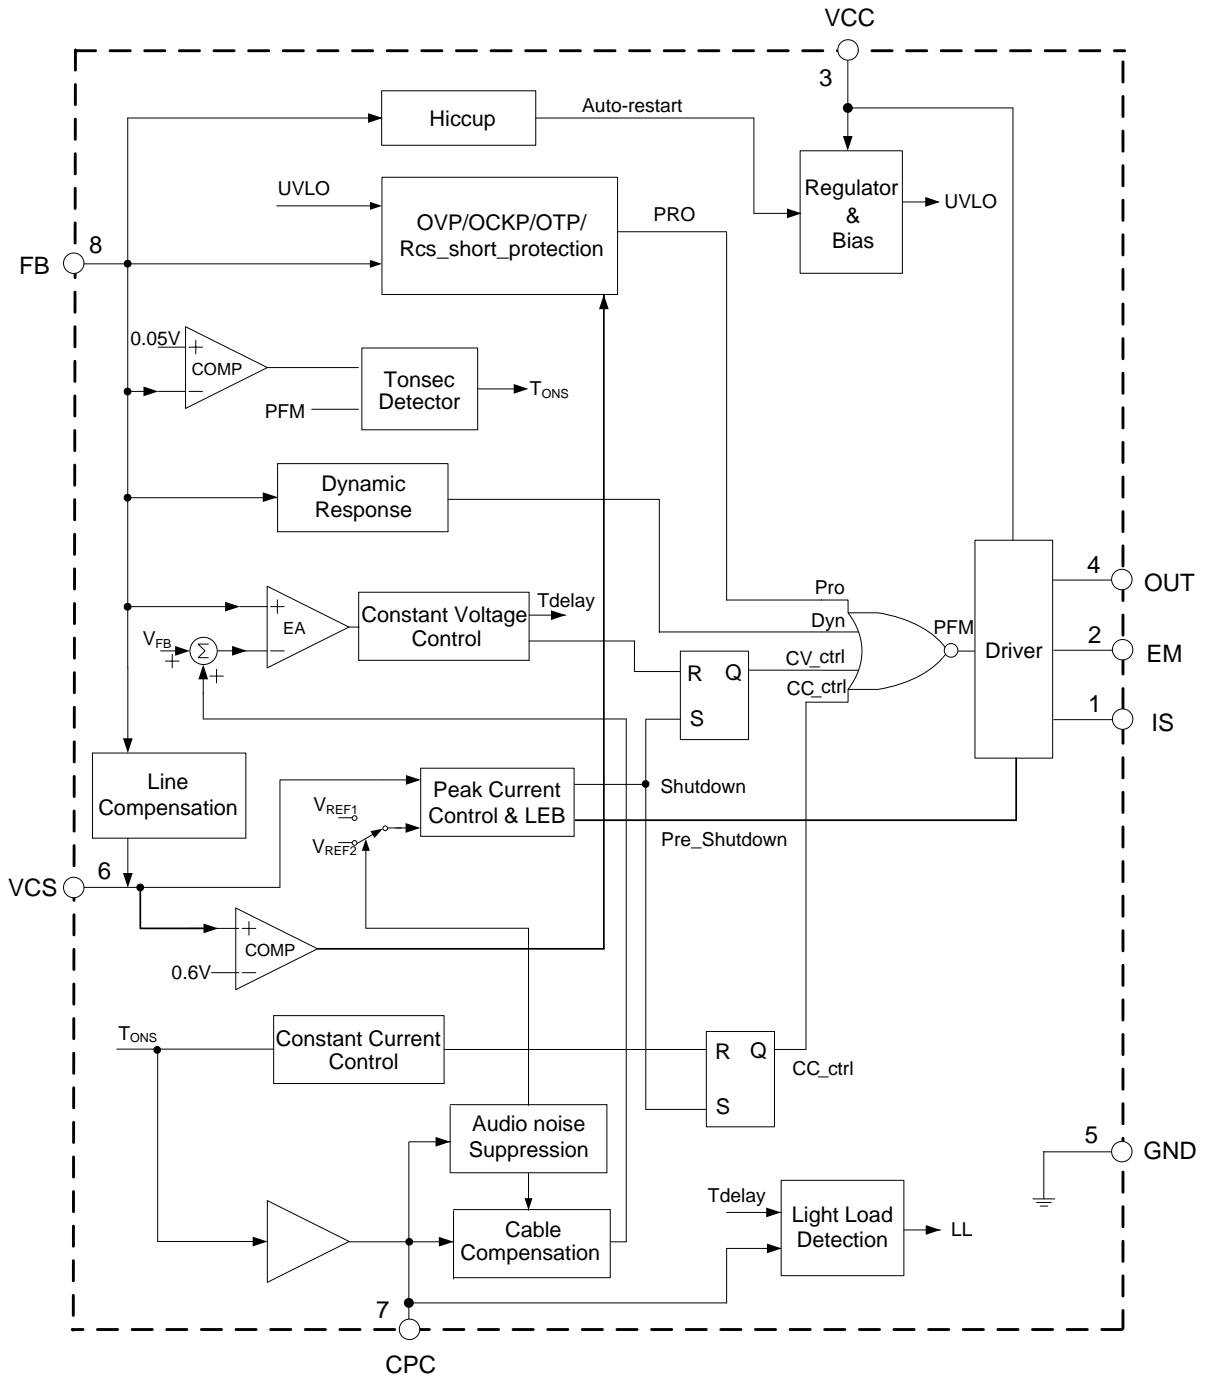 VCC
3
Hiccup
Auto-restart
Regulator
&
Bias
UVLO
UVLO
OVP/OCKP/OTP/
Rcs_short_protection
PRO
FB
8
0.05V
+
COMP
−
PFM
Tonsec
Detector
TONS
Dynamic
Response
VFB
+
+
Σ
+
EA
−
Constant Voltage
Control
Tdelay
Pro
Dyn
CV_ctrl
CC_ctrl
PFM
Driver
4
OUT
2
EM
1
IS
R
Q
S
Line
Compensation
VREF1
VREF2
Peak Current
Control & LEB
Shutdown
Pre_Shutdown
VCS
6
+
COMP
−
0.6V
TONS
Constant Current
Control
R
Q
S
CC_ctrl
Audio noise
Suppression
Cable
Compensation
Tdelay
Light Load
Detection
LL
5
GND
7
CPC